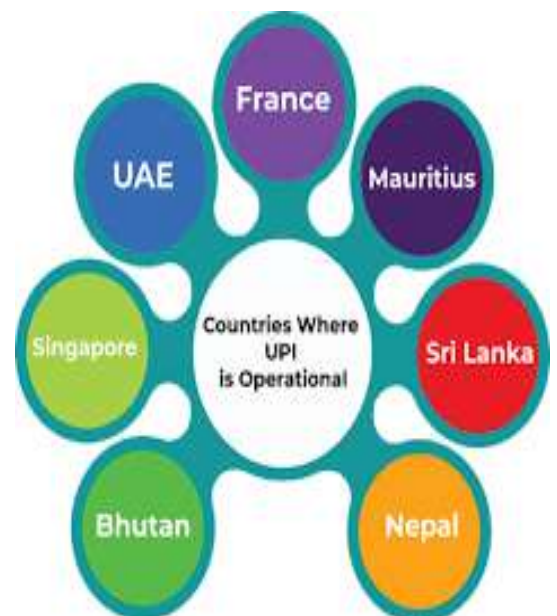 France
UAE
Mauritius
Countries Where
UPI
is Operational
Singapore
Sri Lanka
Bhutan
Nepal